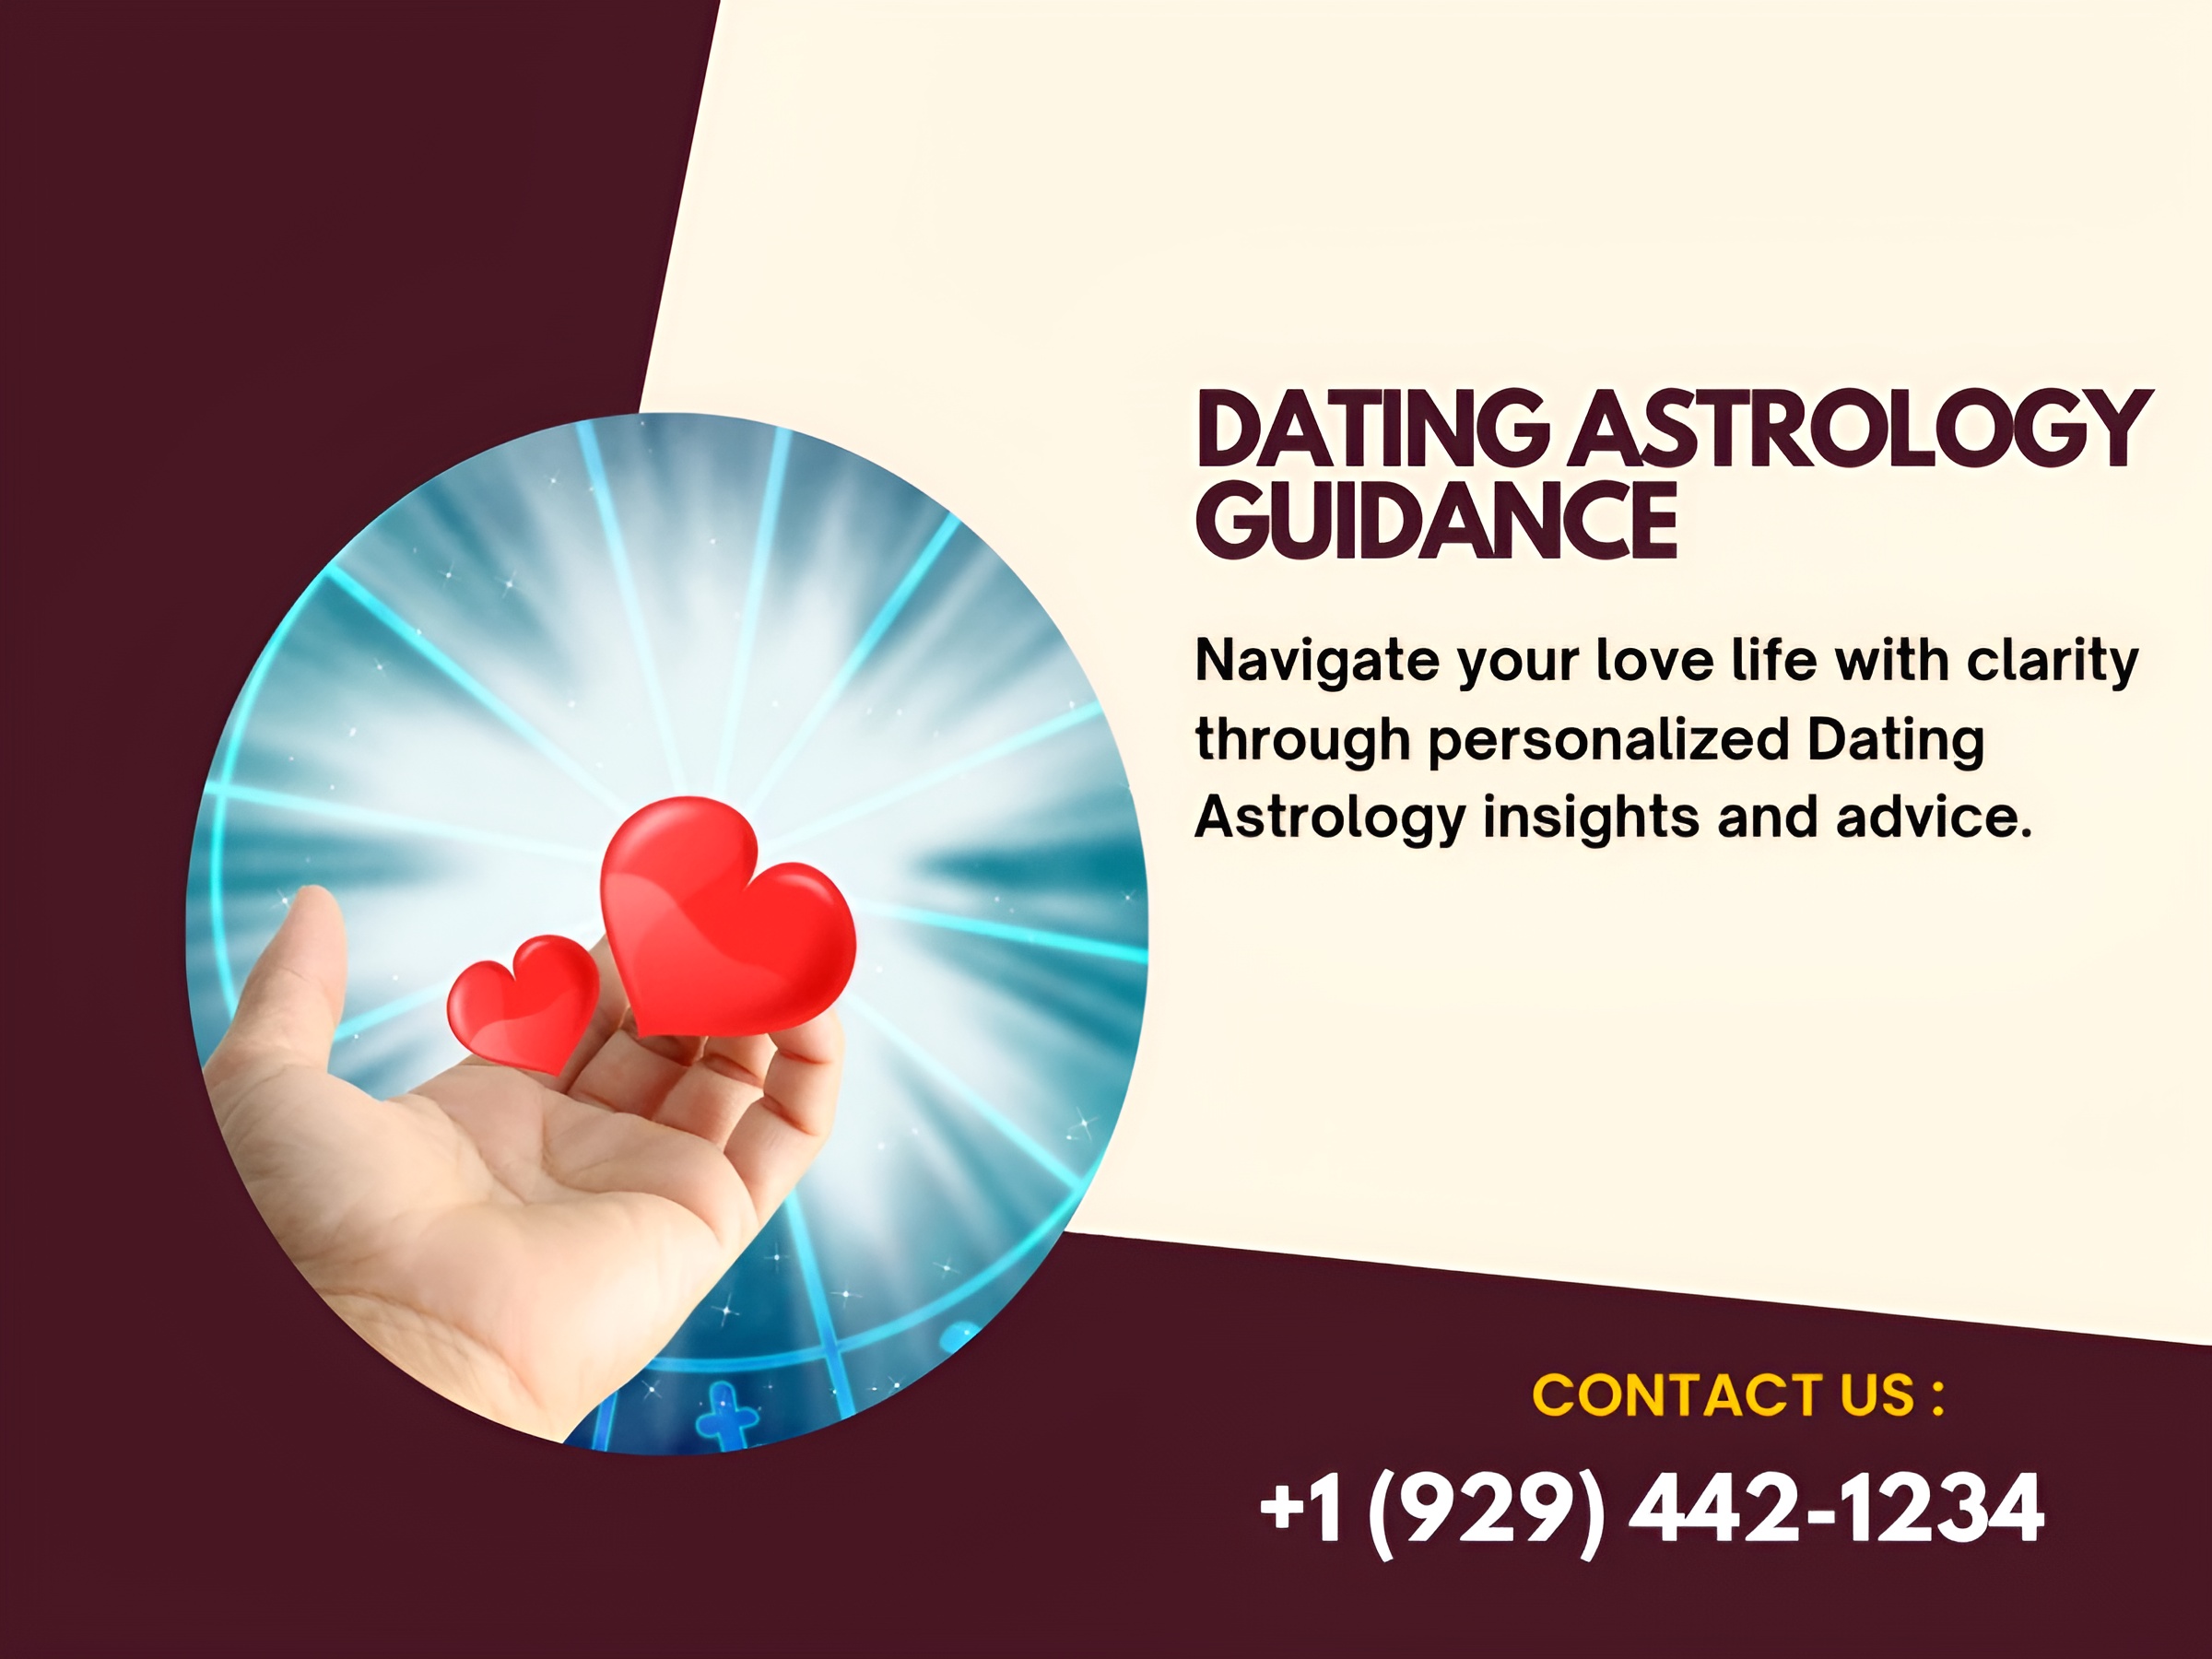 DATING ASTROLOGY
GUIDANCE
Navigate your love life with clarity
through personalized Dating
Astrology insights and advice.
CONTACT US :
+1 (929) 442-1234